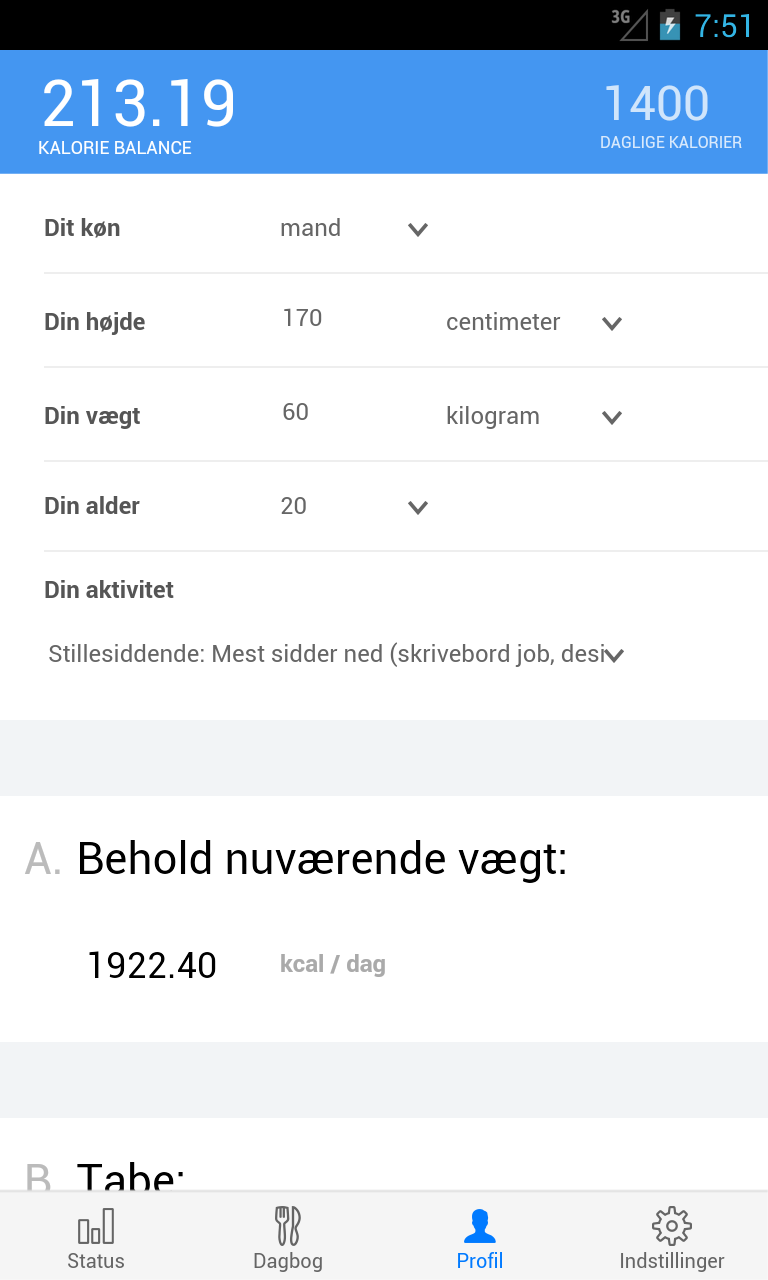 3G 7:51
213.19 1400
KALORIE BALANCE DAGLIGE KALORIER
Dit køn mand
Din højde 170 centimeter
Din vægt 60 kilogram
Din alder 20
Din aktivitet
Stillesiddende: Mest sidder ned (skrivebord job, desi
A. Behold nuværende vægt:
1922.40 kcal / dag
B. Tabe:
Status Dagbog Profil Indstillinger